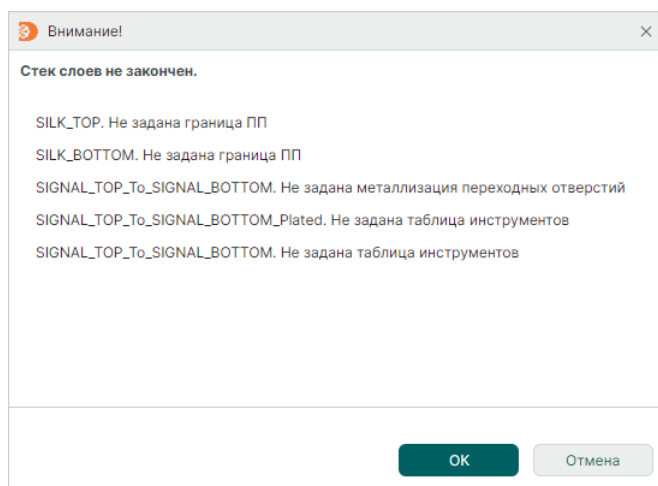 Внимание!
Стек слоев не закончен.
SILK_TOP. Не задана граница ПП
SILK_BOTTOM. Не задана граница ПП
SIGNAL_TOP_To_SIGNAL_BOTTOM. Не задана металлизация переходных отверстий
SIGNAL_TOP_To_SIGNAL_BOTTOM_Plated. Не задана таблица инструментов
SIGNAL_TOP_To_SIGNAL_BOTTOM. Не задана таблица инструментов
ОК
Отмена